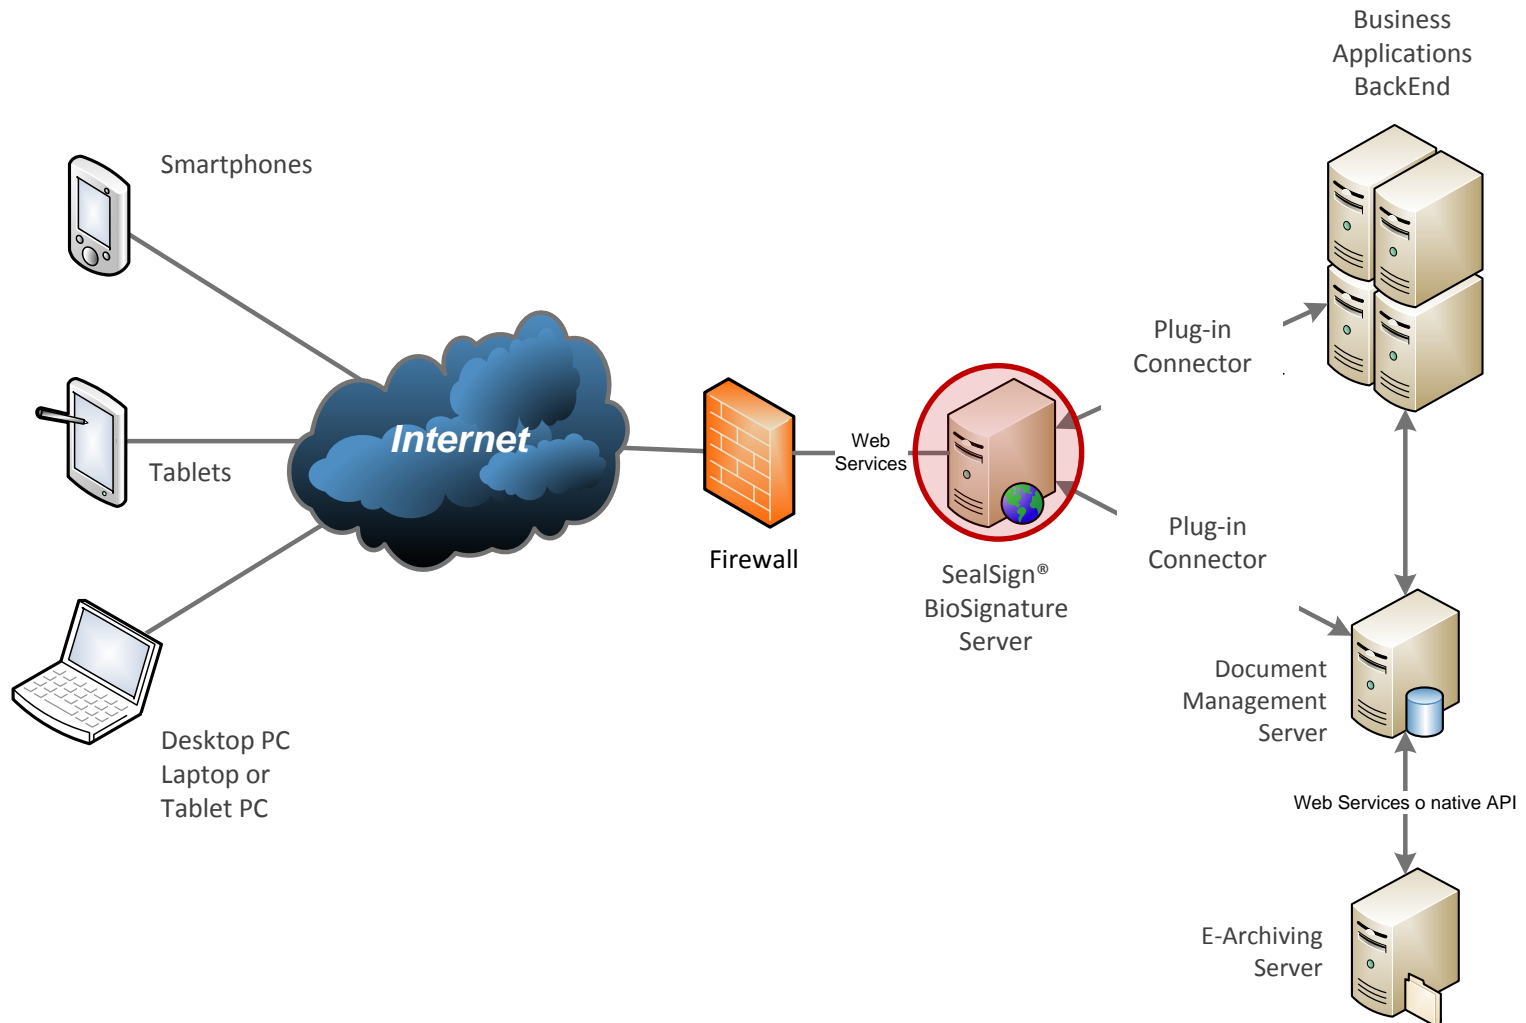 Business
Applications
BackEnd
Smartphones
Plug-in
Connector
Internet
Tablets
Web
Services
Firewall
SealSign®
BioSignature
Server
Plug-in
Connector
Document
Management
Server
Desktop PC
Laptop or
Tablet PC
Web Services o native API
E-Archiving
Server